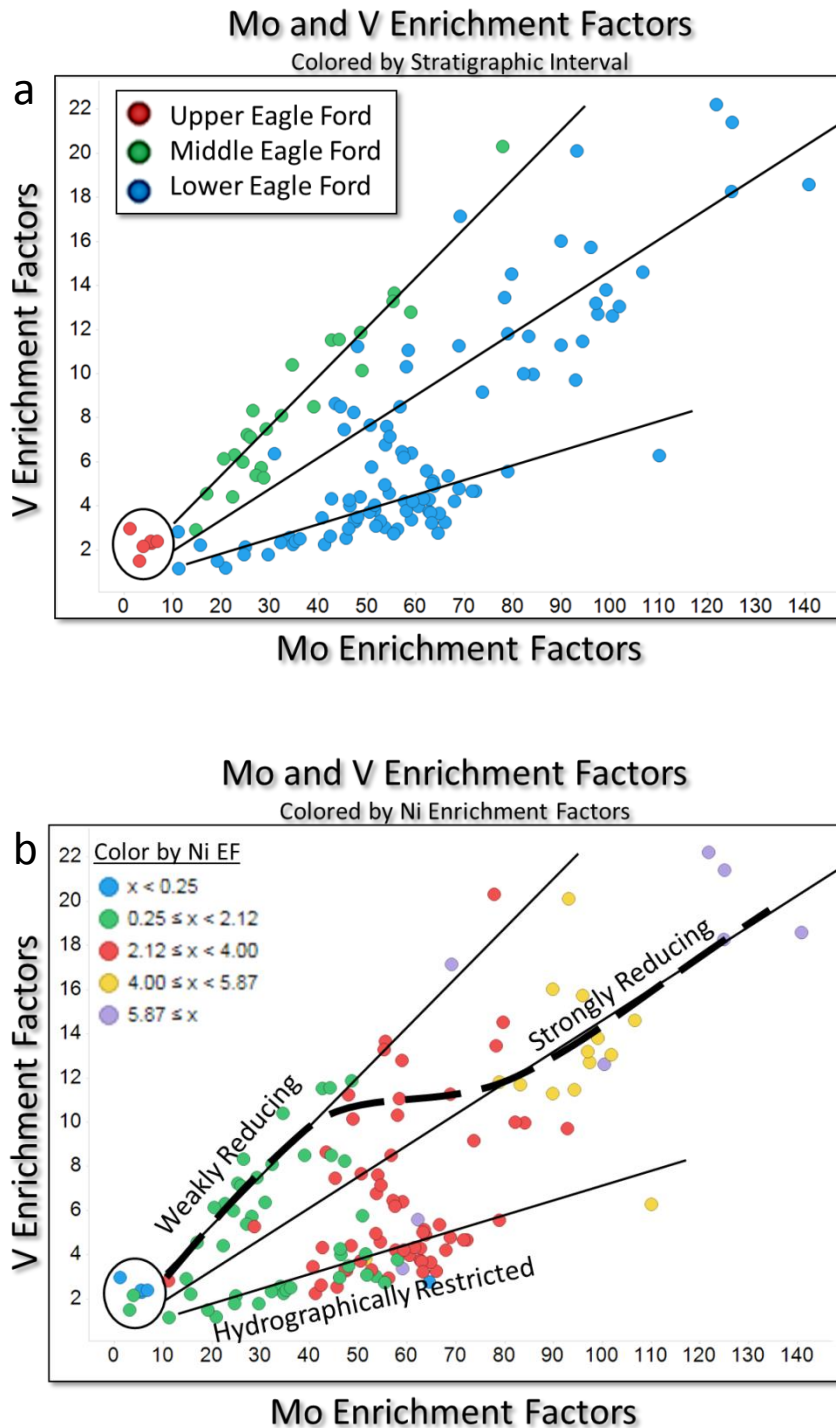 Mo and V Enrichment Factors
Colored by Stratigraphic Interval
a
Upper Eagle Ford
Middle Eagle Ford
Lower Eagle Ford
V Enrichment Factors
22
20
18
16
14
12
10
8
6
4
2
0 10 20 30 40 50 60 70 80 90 100 110 120 130 140
Mo Enrichment Factors
Mo and V Enrichment Factors
Colored by Ni Enrichment Factors
b
Color by Ni EF
x < 0.25
0.25 ≤ x < 2.12
2.12 ≤ x < 4.00
4.00 ≤ x < 5.87
5.87 ≤ x
Weakly Reducing
Strongly Reducing
Hydrographically Restricted
V Enrichment Factors
22
20
18
16
14
12
10
8
6
4
2
0 10 20 30 40 50 60 70 80 90 100 110 120 130 140
Mo Enrichment Factors